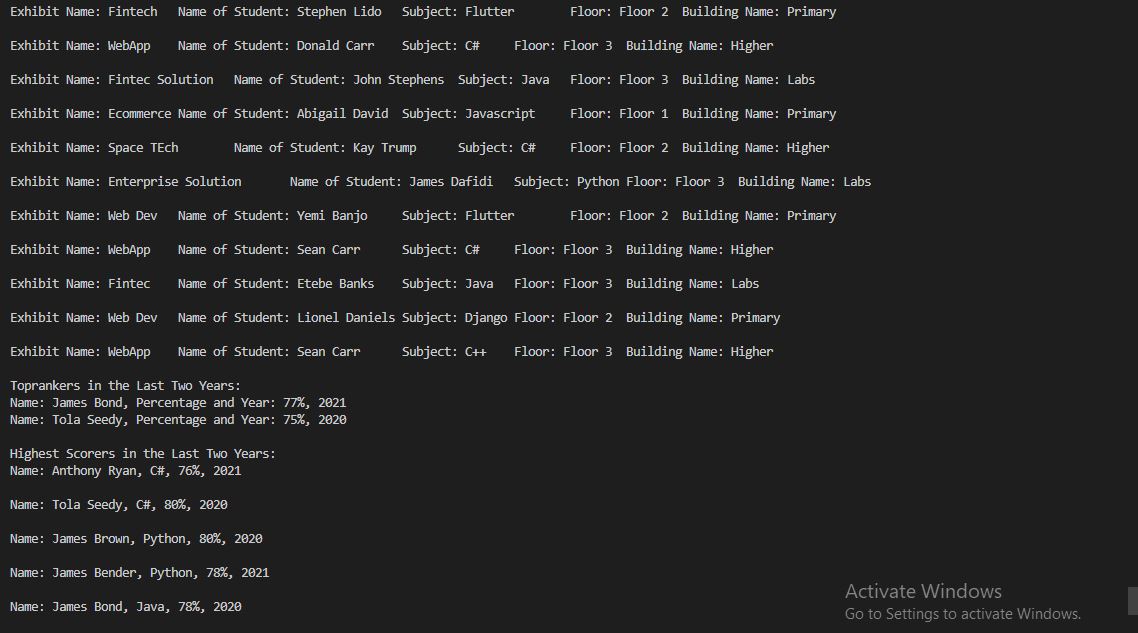 Exhibit Name: Fintech Name of Student: Stephen Lido Subject: Flutter Floor: Floor 2 Building Name: Primary
Exhibit Name: WebApp Name of Student: Donald Carr Subject: C# Floor: Floor 3 Building Name: Higher
Exhibit Name: Fintec Solution Name of Student: John Stephens Subject: Java Floor: Floor 3 Building Name: Labs
Exhibit Name: Ecommerce Name of Student: Abigail David Subject: Javascript Floor: Floor 1 Building Name: Primary
Exhibit Name: Space TEch Name of Student: Kay Trump Subject: C# Floor: Floor 2 Building Name: Higher
Exhibit Name: Enterprise Solution Name of Student: James Dafidi Subject: Python Floor: Floor 3 Building Name: Labs
Exhibit Name: Web Dev Name of Student: Yemi Banjo Subject: Flutter Floor: Floor 2 Building Name: Primary
Exhibit Name: WebApp Name of Student: Sean Carr Subject: C# Floor: Floor 3 Building Name: Higher
Exhibit Name: Fintec Name of Student: Etebe Banks Subject: Java Floor: Floor 3 Building Name: Labs
Exhibit Name: Web Dev Name of Student: Lionel Daniels Subject: Django Floor: Floor 2 Building Name: Primary
Exhibit Name: WebApp Name of Student: Sean Carr Subject: C++ Floor: Floor 3 Building Name: Higher
Toprankers in the Last Two Years:
Name: James Bond, Percentage and Year: 77%, 2021
Name: Tola Seedy, Percentage and Year: 75%, 2020
Highest Scorers in the Last Two Years:
Name: Anthony Ryan, C#, 76%, 2021
Name: Tola Seedy, C#, 80%, 2020
Name: James Brown, Python, 80%, 2020
Name: James Bender, Python, 78%, 2021
Name: James Bond, Java, 78%, 2020
Activate Windows
Go to Settings to activate Windows.